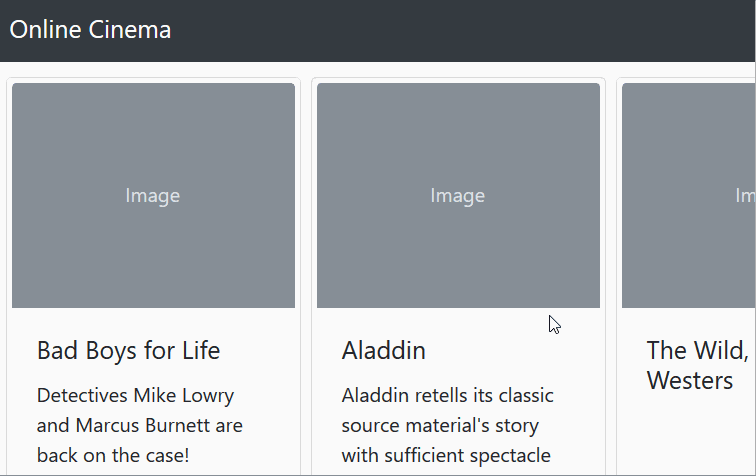 Online Cinema
Image
Image
Im
Bad Boys for Life
Detectives Mike Lowry
and Marcus Burnett are
back on the case!
Aladdin
Aladdin retells its classic
source material's story
with sufficient spectacle
The Wild,
Westers